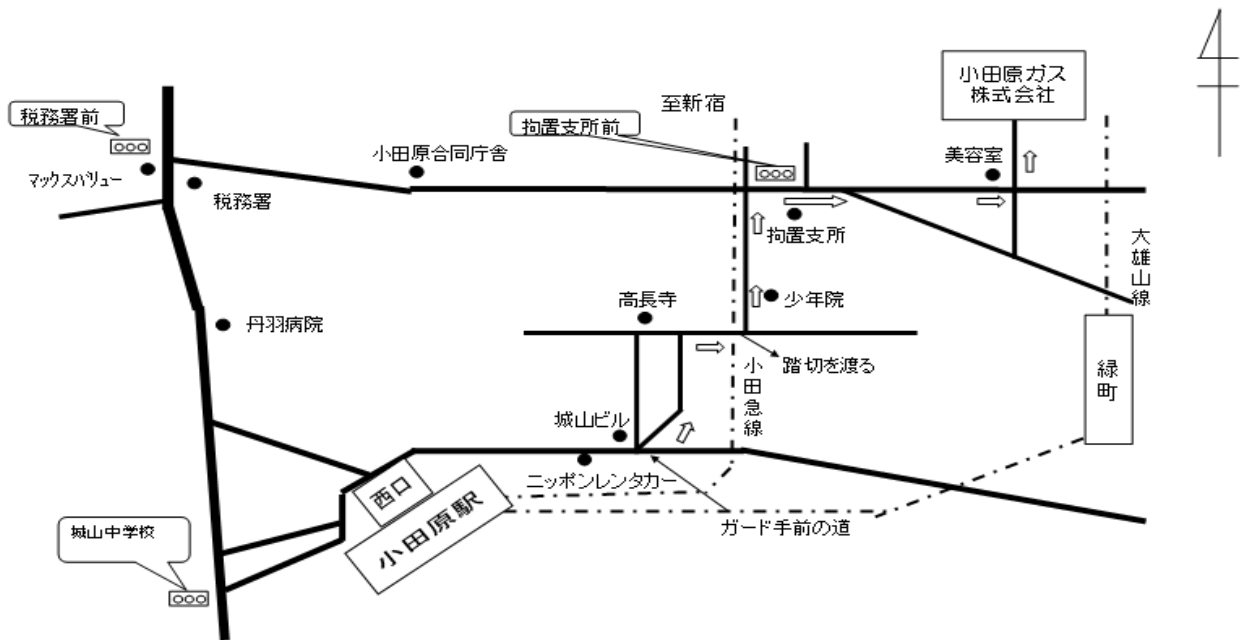 小田原ガス
株式会社
税務署前
至新宿
拘置支所前
小田原合同庁舎
美容室
マックスバリュー
税務署
拘置支所
大雄山線
高長寺
少年院
丹羽病院
踏切を渡る
小田急線
緑町
城山ビル
ニッポンレンタカー
西口
小田原駅
ガード手前の道
城山中学校